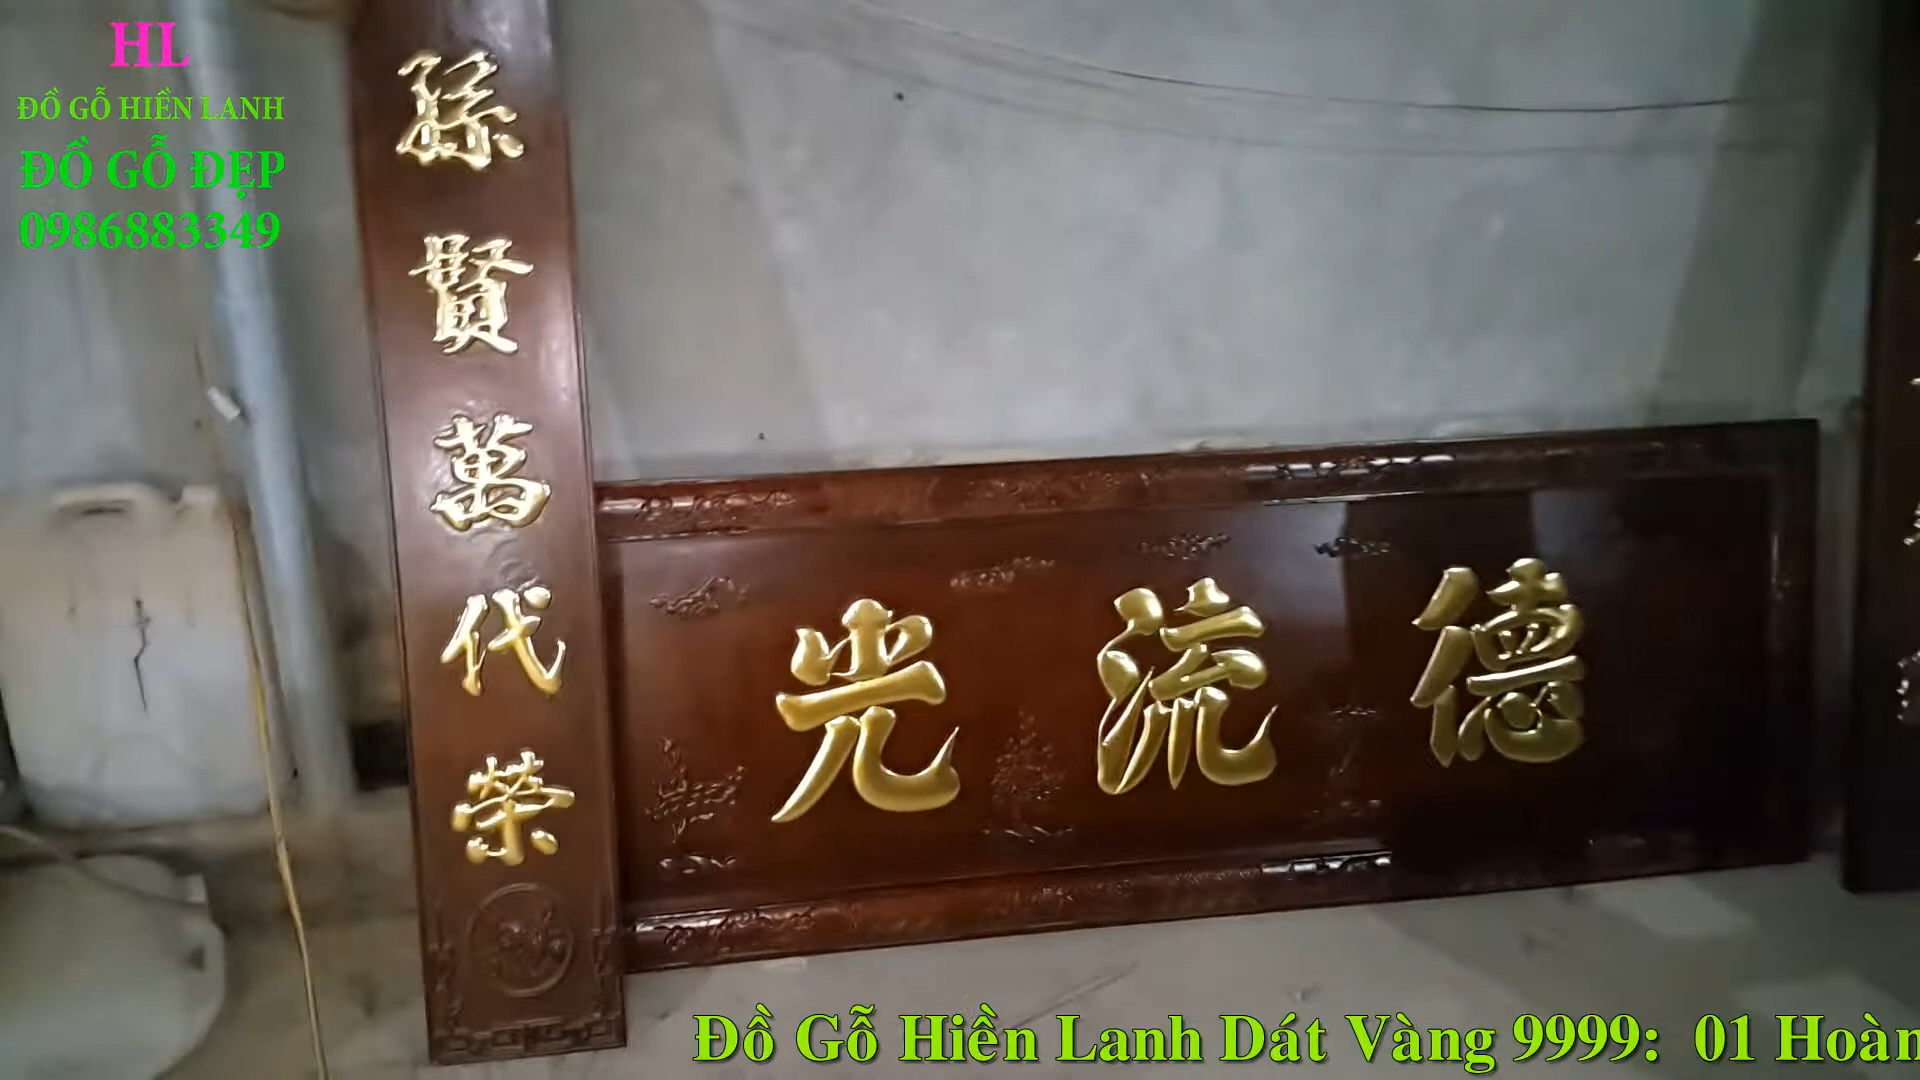 HL
ĐỒ GỖ HIỀN LANH
ĐỒ GỖ ĐẸP
0986883349
孫賢萬代榮
德流光
Đồ Gỗ Hiền Lanh Dát Vàng 9999: 01 Hoàn